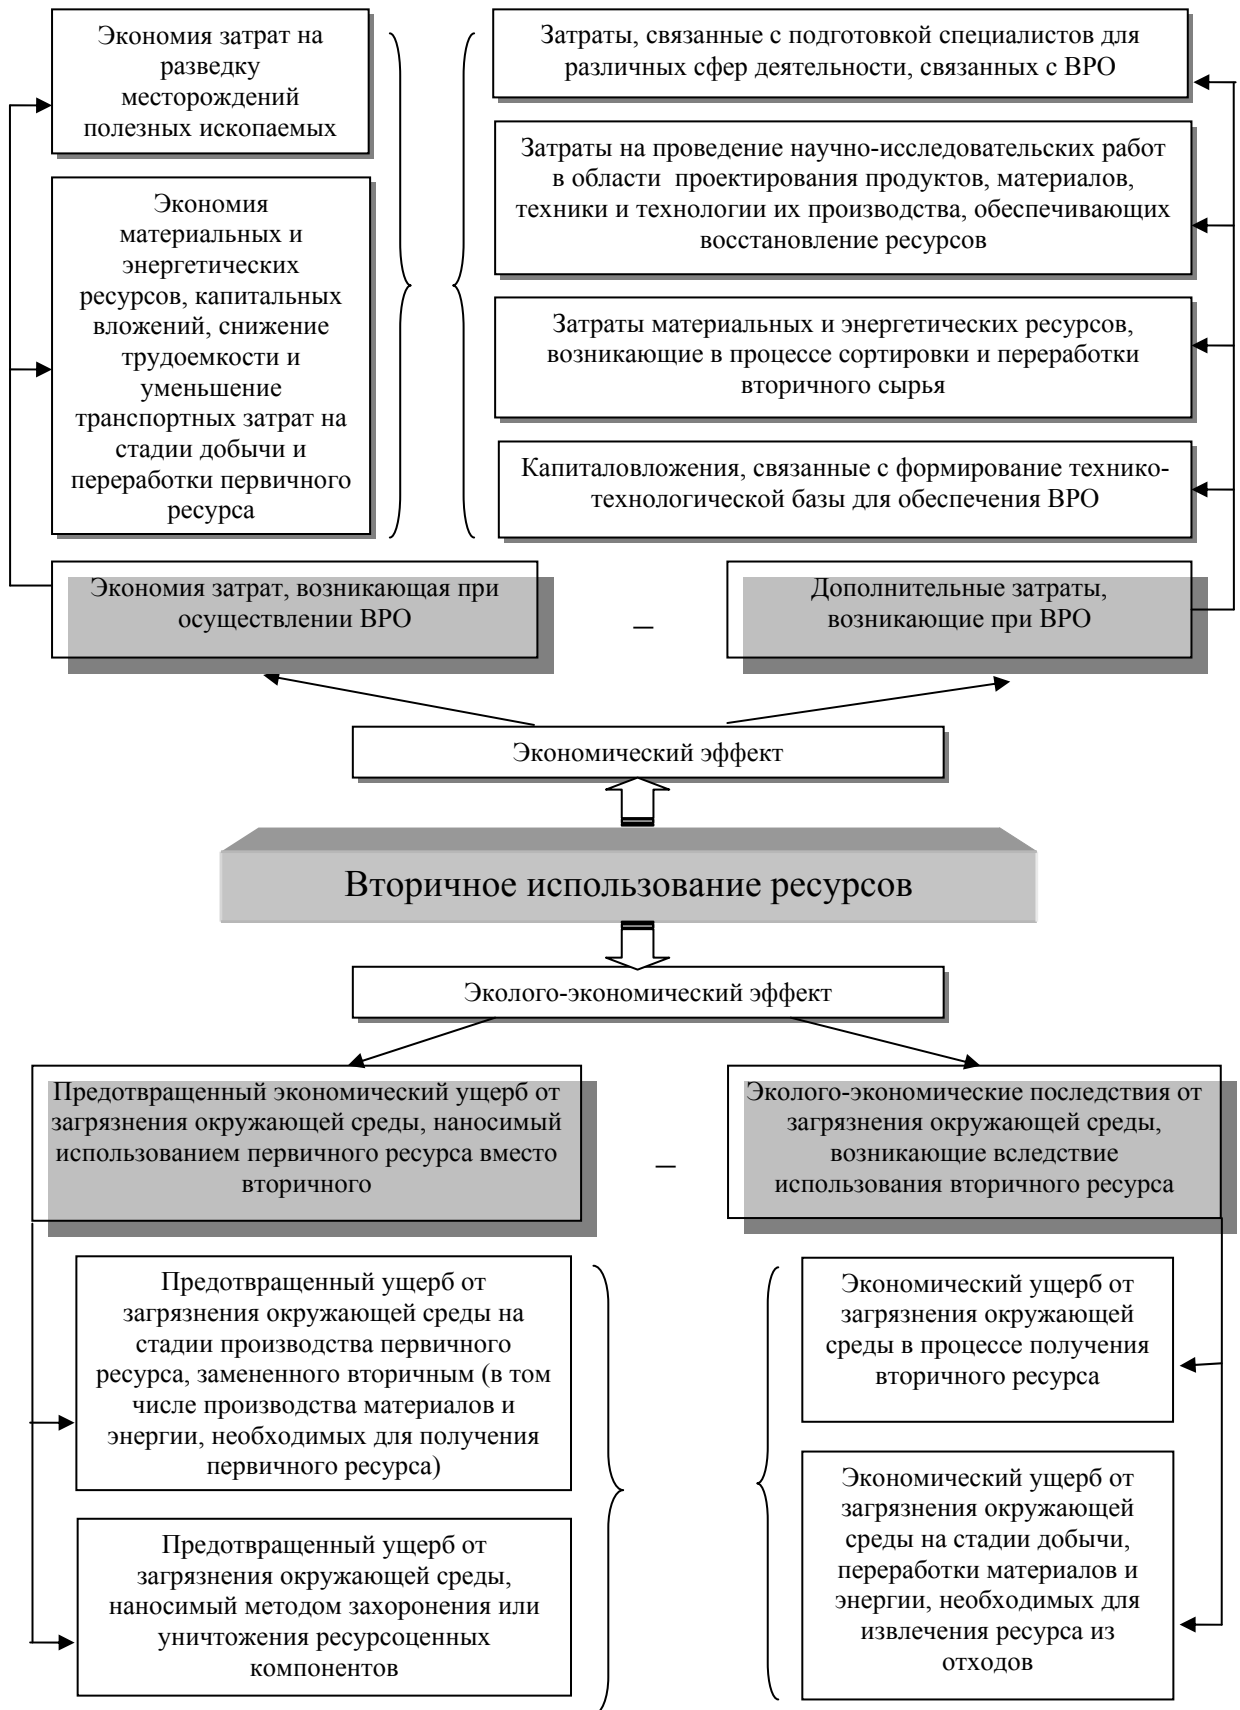 Экономия затрат на
разведку
месторождений
полезных ископаемых
Экономия
материальных и
энергетических
ресурсов, капитальных
вложений, снижение
трудоемкости и
уменьшение
транспортных затрат на
стадии добычи и
переработки первичного
ресурса
Затраты, связанные с подготовкой специалистов для
различных сфер деятельности, связанных с ВРО
Затраты на проведение научно-исследовательских работ
в области проектирования продуктов, материалов,
техники и технологии их производства, обеспечивающих
восстановление ресурсов
Затраты материальных и энергетических ресурсов,
возникающие в процессе сортировки и переработки
вторичного сырья
Капиталовложения, связанные с формирование технико-
технологической базы для обеспечения ВРО
Экономия затрат, возникающая при
осуществлении ВРО
–
Дополнительные затраты,
возникающие при ВРО
Экономический эффект
Вторичное использование ресурсов
Эколого-экономический эффект
Предотвращенный экономический ущерб от
загрязнения окружающей среды, наносимый
использованием первичного ресурса вместо
вторичного
–
Эколого-экономические последствия от
загрязнения окружающей среды,
возникающие вследствие
использования вторичного ресурса
Предотвращенный ущерб от
загрязнения окружающей среды на
стадии производства первичного
ресурса, замененного вторичным (в том
числе производства материалов и
энергии, необходимых для получения
первичного ресурса)
Предотвращенный ущерб от
загрязнения окружающей среды,
наносимый методом захоронения или
уничтожения ресурсоценных
компонентов
Экономический ущерб от
загрязнения окружающей
среды в процессе получения
вторичного ресурса
Экономический ущерб от
загрязнения окружающей
среды на стадии добычи,
переработки материалов и
энергии, необходимых для
извлечения ресурса из
отходов